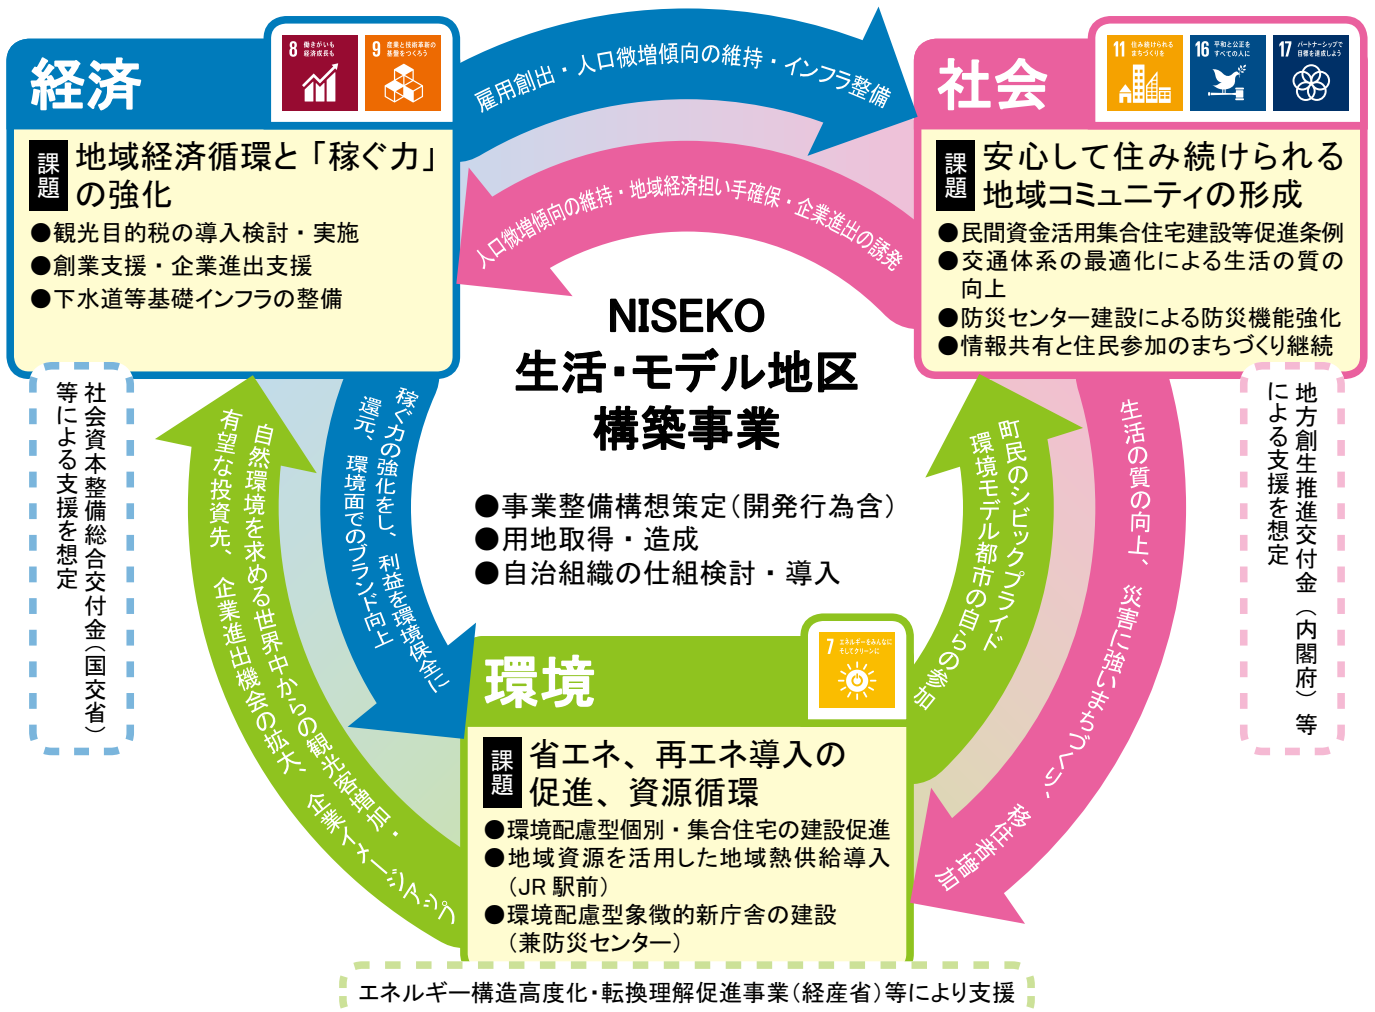 経済
8 働きがいも
経済成長も
9 産業と技術革新の
基盤をつくろう
課題
地域経済循環と「稼ぐ力」
の強化
●観光目的税の導入検討・実施
●創業支援・企業進出支援
●下水道等基礎インフラの整備
雇用創出・人口微増傾向の維持・インフラ整備
人口微増傾向の維持・地域経済担い手確保・企業進出の誘発
社会
11 住み続けられる
まちづくりを
16 平和と公正を
すべての人に
17 パートナーシップで
目標を達成しよう
課題
安心して住み続けられる
地域コミュニティの形成
●民間資金活用集合住宅建設等促進条例
●交通体系の最適化による生活の質の
向上
●防災センター建設による防災機能強化
●情報共有と住民参加のまちづくり継続
NISEKO
生活・モデル地区
構築事業
●事業整備構想策定（開発行為含）
●用地取得・造成
●自治組織の仕組検討・導入
社会資本整備総合交付金（国交省）
等による支援を想定
自然環境を求める世界中からの観光客増加・
有望な投資先、企業進出機会の拡大、企業イメージアップ
稼ぐ力の強化をし、利益を環境保全に
還元、環境面でのブランド向上
町民のシビックプライド
環境モデル都市の自らの参加
生活の質の向上、災害に強いまちづくり、移住者増加
地方創生推進交付金（内閣府）等
による支援を想定
環境
7 エネルギーをみんなに
そしてクリーンに
課題
省エネ、再エネ導入の
促進、資源循環
●環境配慮型個別・集合住宅の建設促進
●地域資源を活用した地域熱供給導入
（JR 駅前）
●環境配慮型象徴的新庁舎の建設
（兼防災センター）
エネルギー構造高度化・転換理解促進事業（経産省）等により支援